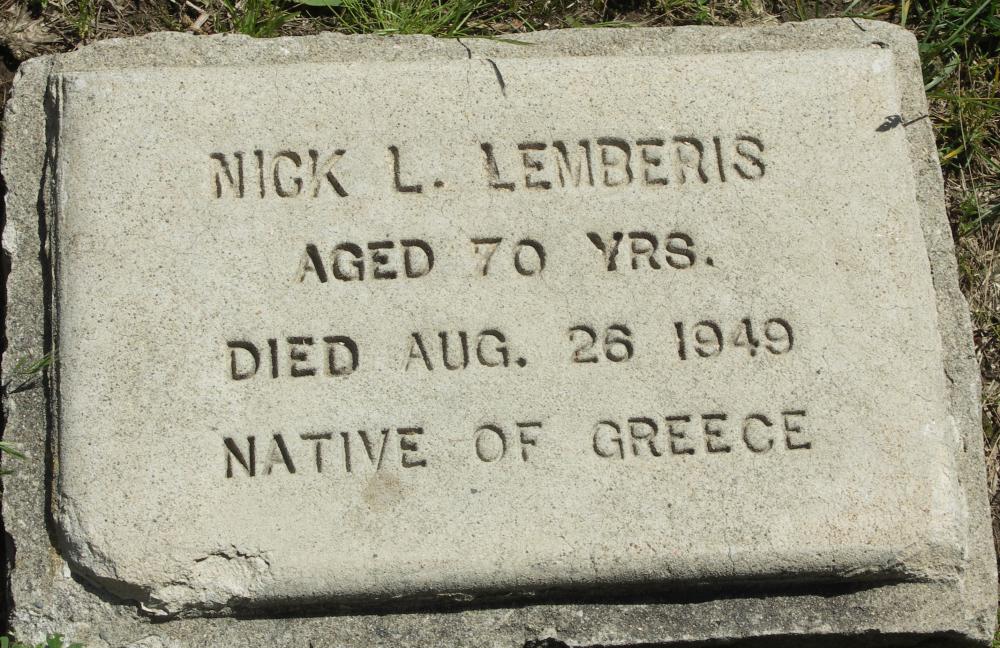 NICK L. LEMBERIS
AGED 70 YRS.
DIED AUG. 26 1949
NATIVE OF GREECE